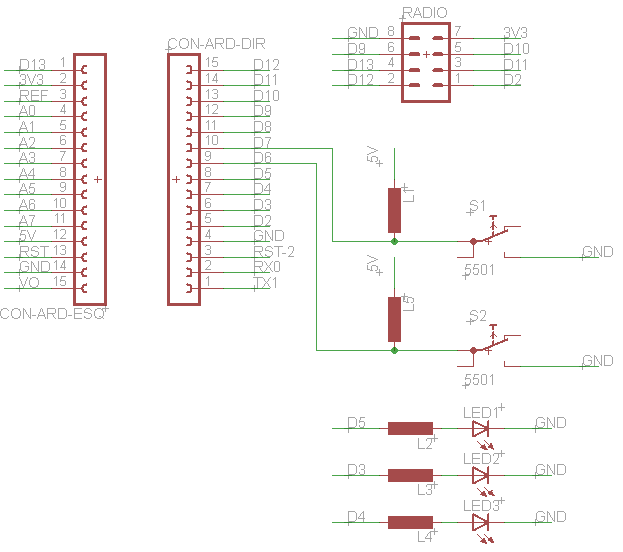 RADIO
GND 8 7 3V3
D9 6 5 D10
D13 4 3 D11
D12 2 1 D2
CON-ARD-DIR
D13 1
3V3 2
REF 3
A0 4
A1 5
A2 6
A3 7
A4 8
A5 9
A6 10
A7 11
5V 12
RST 13
GND 14
VO 15
CON-ARD-ESQ
15 D12
14 D11
13 D10
12 D9
11 D8
10 D7
9 D6
8 D5
7 D4
6 D3
5 D2
4 GND
3 RST-2
2 RX0
1 TX1
5V
L1
S1
GND
5501
5V
L5
S2
GND
5501
D5 L2 LED1 GND
D3 L3 LED2 GND
D4 L4 LED3 GND